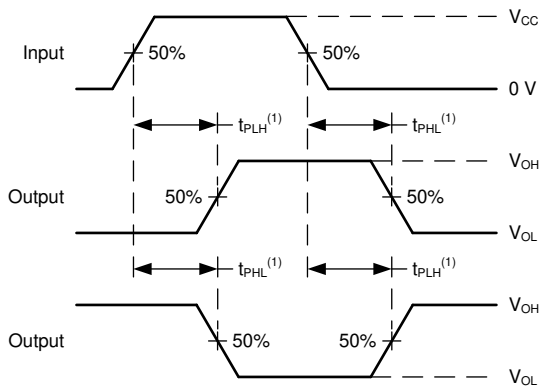 V_CC
Input 50% 50%
0 V
t_PLH^(1) t_PHL^(1)
V_OH
Output 50% 50%
V_OL
t_PHL^(1) t_PLH^(1)
V_OH
Output 50% 50%
V_OL